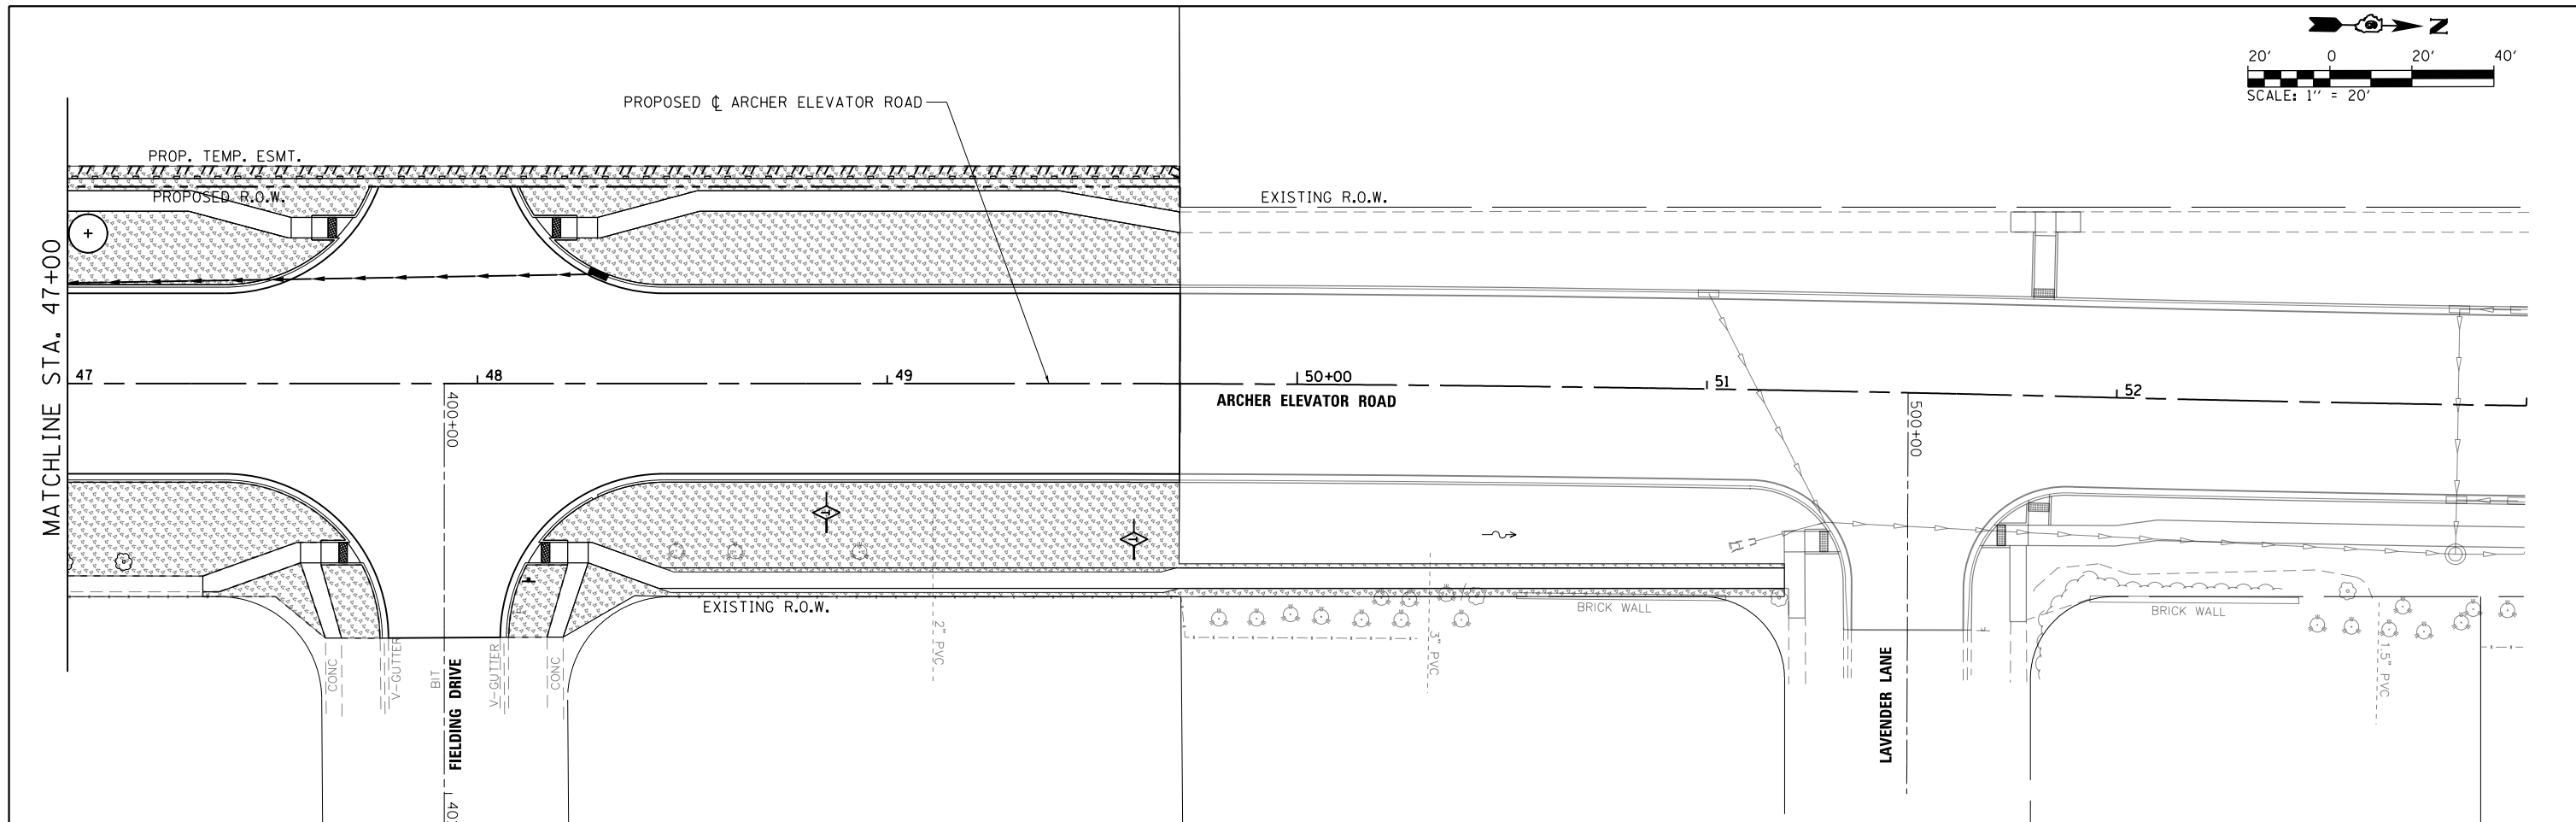 N
20' 0 20' 40'
SCALE: 1'' = 20'
PROPOSED ℄ ARCHER ELEVATOR ROAD
PROP. TEMP. ESMT.
PROPOSED R.O.W.
EXISTING R.O.W.
MATCHLINE STA. 47+00
47 48 49 50+00 51 52
ARCHER ELEVATOR ROAD
400+00
500+00
EXISTING R.O.W.
BRICK WALL
BRICK WALL
2" PVC
3" PVC
1.5" PVC
CONC
V-GUTTER
BIT
FIELDING DRIVE
V-GUTTER
CONC
LAVENDER LANE